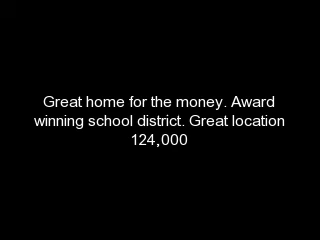 Great home for the money. Award
winning school district. Great location
124,000